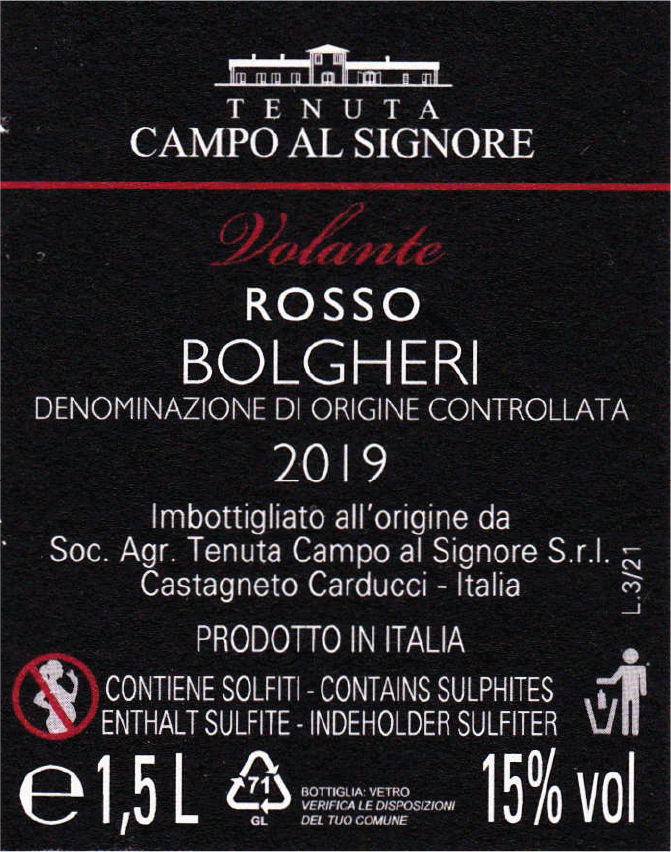 TENUTA
CAMPO AL SIGNORE
Volante
ROSSO
BOLGHERI
DENOMINAZIONE DI ORIGINE CONTROLLATA
2019
Imbottigliato all'origine da
Soc. Agr. Tenuta Campo al Signore S.r.l.
Castagneto Carducci - Italia
L.3/21
PRODOTTO IN ITALIA
CONTIENE SOLFITI - CONTAINS SULPHITES
ENTHALT SULFITE - INDEHOLDER SULFITER
e 1,5 L
71
GL
BOTTIGLIA: VETRO
VERIFICA LE DISPOSIZIONI
DEL TUO COMUNE
15% vol